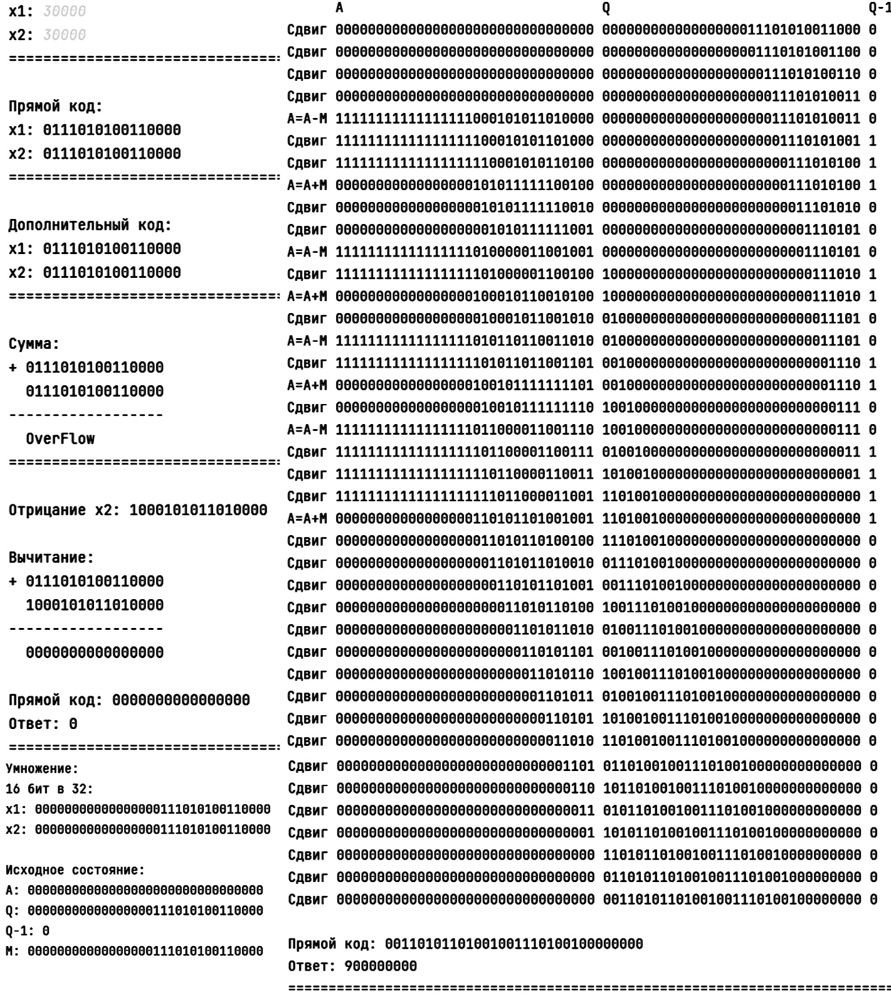 x1: 30000
x2: 30000
================================
Прямой код:
x1: 0111010100110000
x2: 0111010100110000
================================
Дополнительный код:
x1: 0111010100110000
x2: 0111010100110000
================================
Сумма:
+ 0111010100110000
0111010100110000
------------------
OverFlow
================================
Отрицание x2: 1000101011010000
Вычитание:
+ 0111010100110000
1000101011010000
------------------
0000000000000000
Прямой код: 0000000000000000
Ответ: 0
================================
Умножение:
16 бит в 32:
x1: 00000000000000000111010100110000
x2: 00000000000000000111010100110000
Исходное состояние:
A: 00000000000000000000000000000000
Q: 00000000000000000111010100110000
Q-1: 0
M: 00000000000000000111010100110000
A Q Q-1
Сдвиг 00000000000000000000000000000000 00000000000000000011101010011000 0
Сдвиг 00000000000000000000000000000000 00000000000000000001110101001100 0
Сдвиг 00000000000000000000000000000000 00000000000000000000111010100110 0
Сдвиг 00000000000000000000000000000000 00000000000000000000011101010011 0
A=A-M 11111111111111111000101011010000 00000000000000000000011101010011 0
Сдвиг 11111111111111111100010101101000 00000000000000000000001110101001 1
Сдвиг 11111111111111111110001010110100 00000000000000000000000111010100 1
A=A+M 00000000000000000101011111100100 00000000000000000000000111010100 1
Сдвиг 00000000000000000010101111110010 00000000000000000000000011101010 0
Сдвиг 00000000000000000001010111111001 00000000000000000000000001110101 0
A=A-M 11111111111111111010000011001001 00000000000000000000000001110101 0
Сдвиг 11111111111111111101000001100100 10000000000000000000000000111010 1
A=A+M 00000000000000000100010110010100 10000000000000000000000000111010 1
Сдвиг 00000000000000000010001011001010 01000000000000000000000000011101 0
A=A-M 11111111111111111010110110011010 01000000000000000000000000011101 0
Сдвиг 11111111111111111101011011001101 00100000000000000000000000001110 1
A=A+M 00000000000000000100101111111101 00100000000000000000000000001110 1
Сдвиг 00000000000000000010010111111110 10010000000000000000000000000111 0
A=A-M 11111111111111111011000011001110 10010000000000000000000000000111 0
Сдвиг 11111111111111111101100001100111 01001000000000000000000000000011 1
Сдвиг 11111111111111111110110000110011 10100100000000000000000000000001 1
Сдвиг 11111111111111111111011000011001 11010010000000000000000000000000 1
A=A+M 00000000000000000110101101001001 11010010000000000000000000000000 1
Сдвиг 00000000000000000011010110100100 11101001000000000000000000000000 0
Сдвиг 00000000000000000001101011010010 01110100100000000000000000000000 0
Сдвиг 00000000000000000000110101101001 00111010010000000000000000000000 0
Сдвиг 00000000000000000000011010110100 10011101001000000000000000000000 0
Сдвиг 00000000000000000000001101011010 01001110100100000000000000000000 0
Сдвиг 00000000000000000000000110101101 00100111010010000000000000000000 0
Сдвиг 00000000000000000000000011010110 10010011101001000000000000000000 0
Сдвиг 00000000000000000000000001101011 01001001110100100000000000000000 0
Сдвиг 00000000000000000000000000110101 10100100111010010000000000000000 0
Сдвиг 00000000000000000000000000011010 11010010011101001000000000000000 0
Сдвиг 00000000000000000000000000001101 01101001001110100100000000000000 0
Сдвиг 00000000000000000000000000000110 10110100100111010010000000000000 0
Сдвиг 00000000000000000000000000000011 01011010010011101001000000000000 0
Сдвиг 00000000000000000000000000000001 10101101001001110100100000000000 0
Сдвиг 00000000000000000000000000000000 11010110100100111010010000000000 0
Сдвиг 00000000000000000000000000000000 01101011010010011101001000000000 0
Сдвиг 00000000000000000000000000000000 00110101101001001110100100000000 0
Прямой код: 00110101101001001110100100000000
Ответ: 900000000
==========================================================================